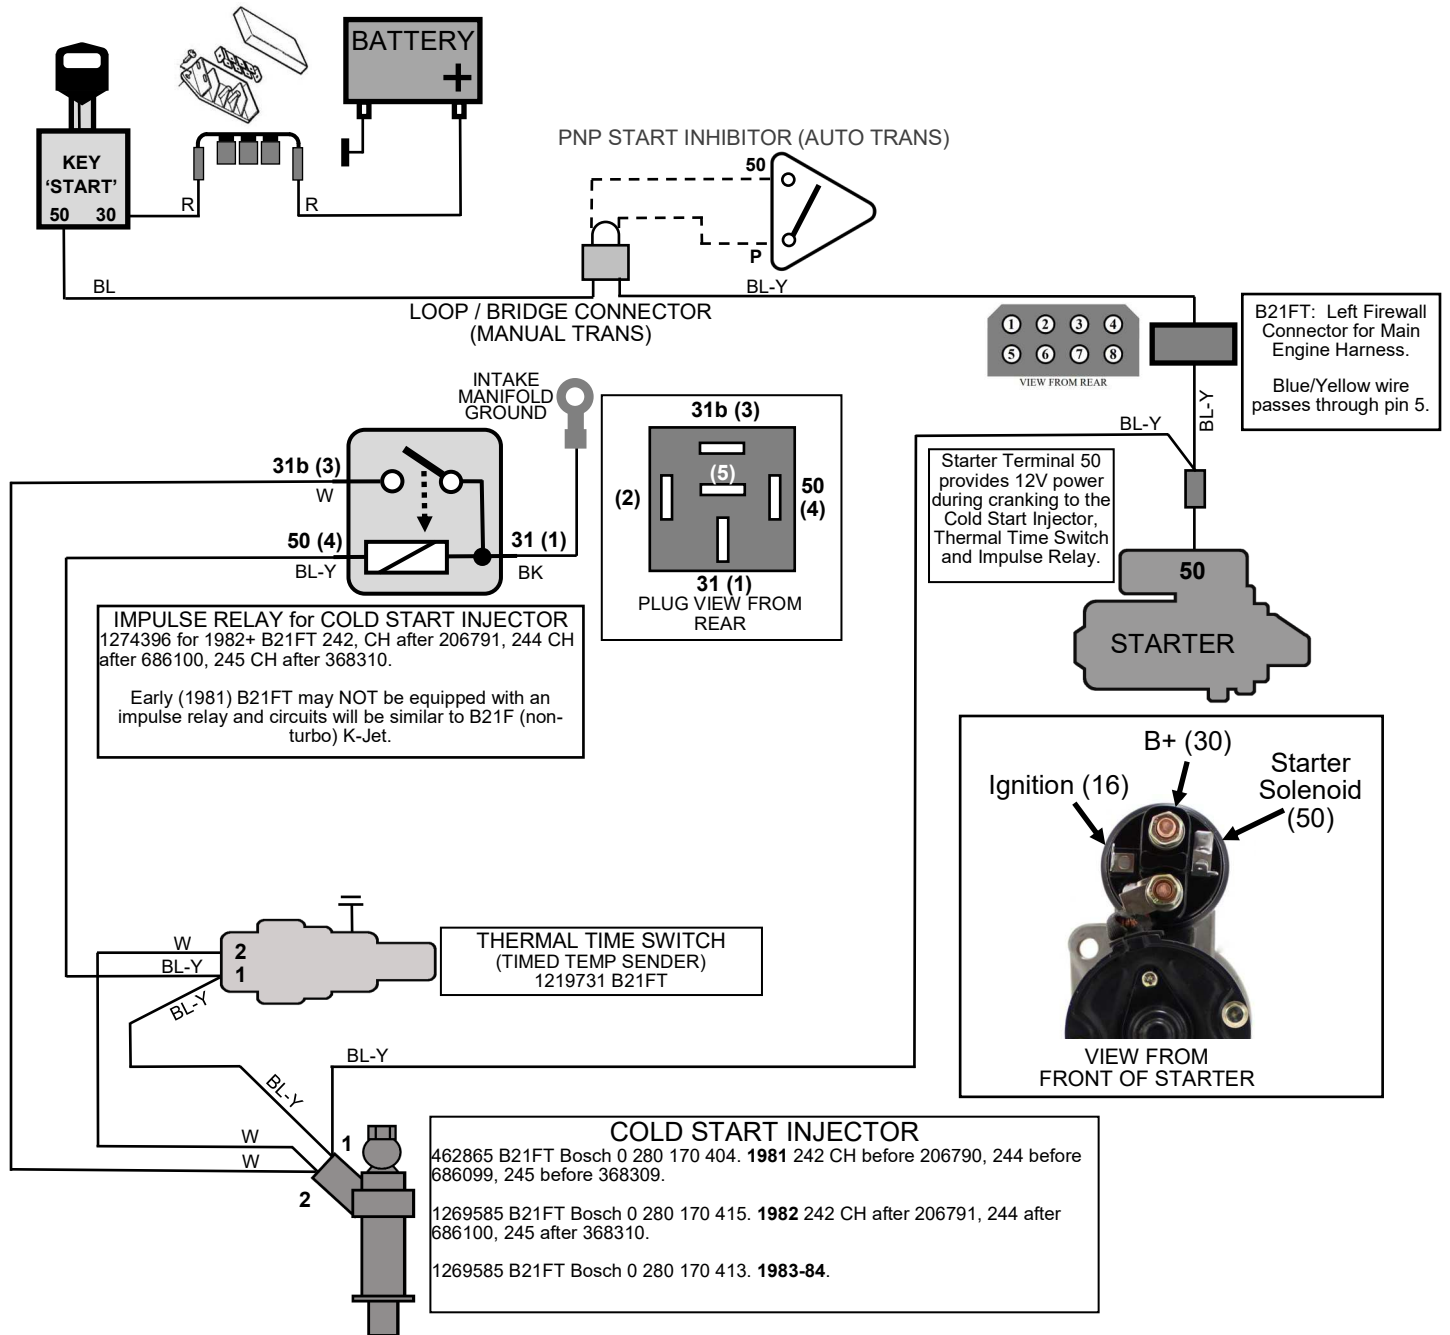 BATTERY
+
KEY
'START'
50 30
R
R
BL
PNP START INHIBITOR (AUTO TRANS)
50
P
BL-Y
LOOP / BRIDGE CONNECTOR
(MANUAL TRANS)
1 2 3 4
5 6 7 8
VIEW FROM REAR
B21FT: Left Firewall
Connector for Main
Engine Harness.
Blue/Yellow wire
passes through pin 5.
BL-Y
BL-Y
INTAKE
MANIFOLD
GROUND
31b (3)
W
50 (4)
BL-Y
31 (1)
BK
31b (3)
(5)
(2)
50
(4)
31 (1)
PLUG VIEW FROM
REAR
Starter Terminal 50
provides 12V power
during cranking to the
Cold Start Injector,
Thermal Time Switch
and Impulse Relay.
50
STARTER
IMPULSE RELAY for COLD START INJECTOR
1274396 for 1982+ B21FT 242, CH after 206791, 244 CH
after 686100, 245 CH after 368310.
Early (1981) B21FT may NOT be equipped with an
impulse relay and circuits will be similar to B21F (non-
turbo) K-Jet.
B+ (30)
Ignition (16)
Starter
Solenoid
(50)
VIEW FROM
FRONT OF STARTER
W
BL-Y
2
1
BL-Y
THERMAL TIME SWITCH
(TIMED TEMP SENDER)
1219731 B21FT
BL-Y
BL-Y
W
W
1
2
COLD START INJECTOR
462865 B21FT Bosch 0 280 170 404. 1981 242 CH before 206790, 244 before
686099, 245 before 368309.
1269585 B21FT Bosch 0 280 170 415. 1982 242 CH after 206791, 244 after
686100, 245 after 368310.
1269585 B21FT Bosch 0 280 170 413. 1983-84.